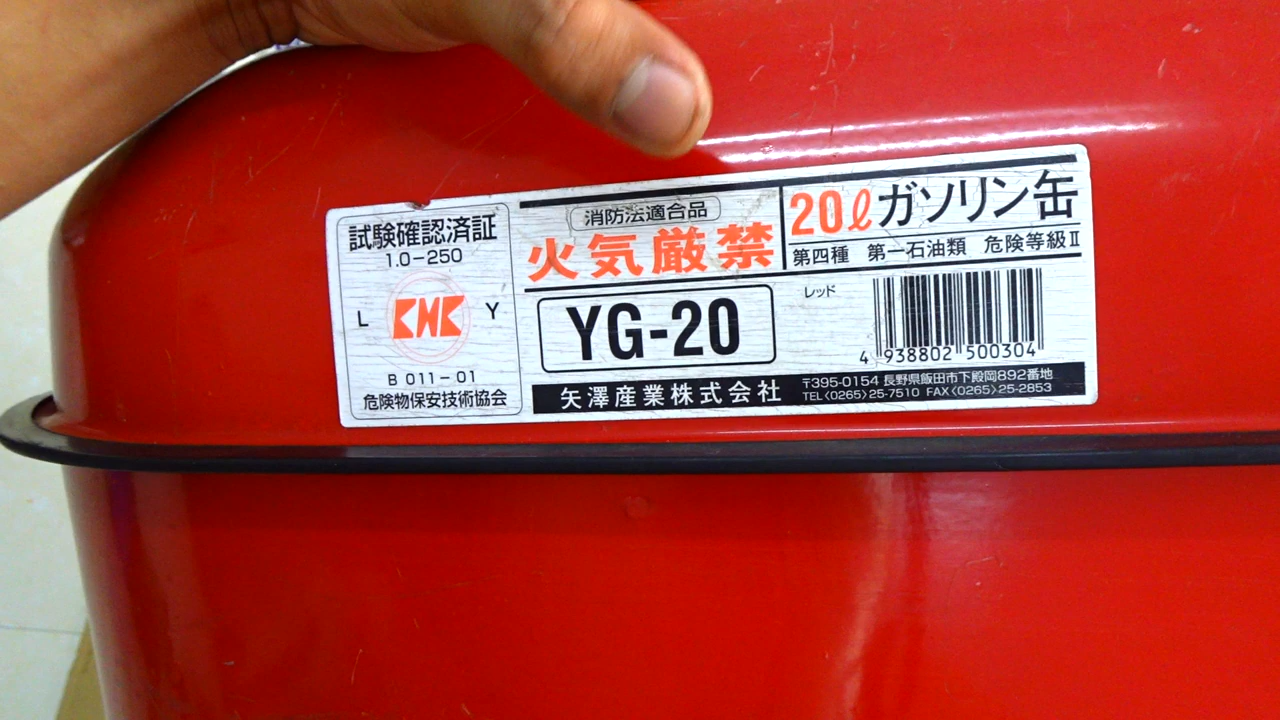 試験確認済証
1.0-250
L KHK Y
B 011-01
危険物保安技術協会
消防法適合品
火気厳禁
YG-20
20ℓガソリン缶
第四種 第一石油類 危険等級Ⅱ
レッド
4 938802 500304
矢澤産業株式会社
〒395-0154 長野県飯田市下殿岡892番地
TEL〈0265〉25-7510 FAX〈0265〉25-2853